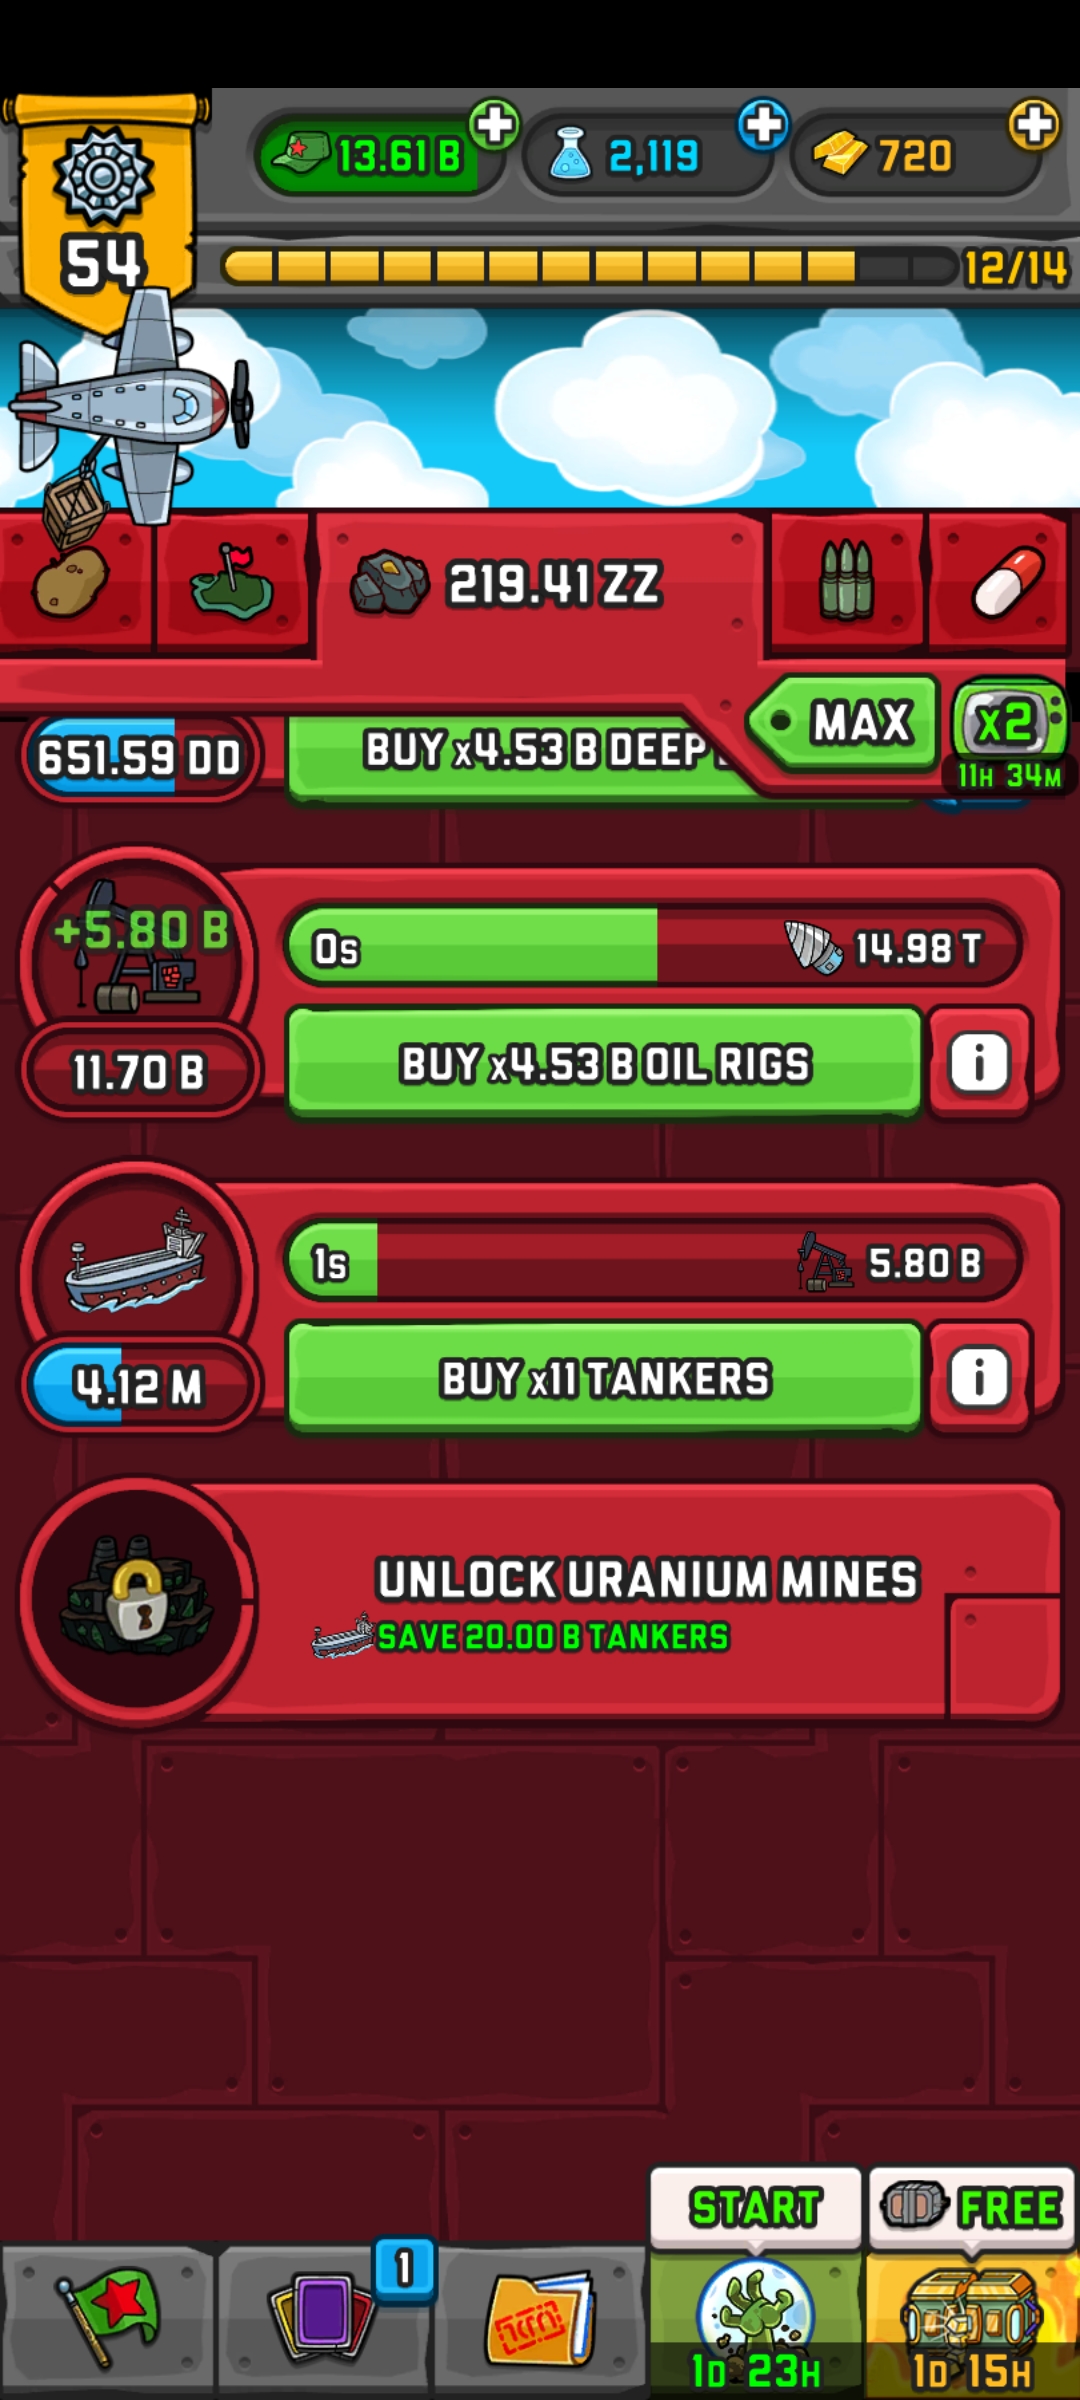 13.61 B
2,119
720
54
12/14
219.41 ZZ
MAX
x2
11H 34M
651.59 DD
BUY x4.53 B DEEP
+5.80 B
0s
14.98 T
11.70 B
BUY x4.53 B OIL RIGS
i
1s
5.80 B
4.12 M
BUY x11 TANKERS
i
UNLOCK URANIUM MINES
SAVE 20.00 B TANKERS
START
FREE
1
1D 23H
1D 15H